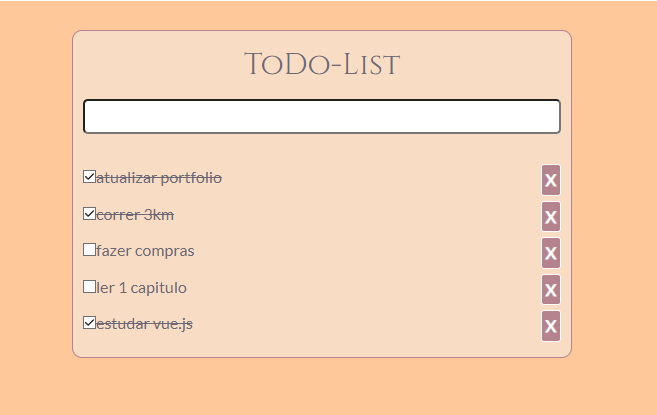 ToDo-List
atualizar portfolio X
correr 3km X
fazer compras X
ler 1 capitulo X
estudar vue.js X